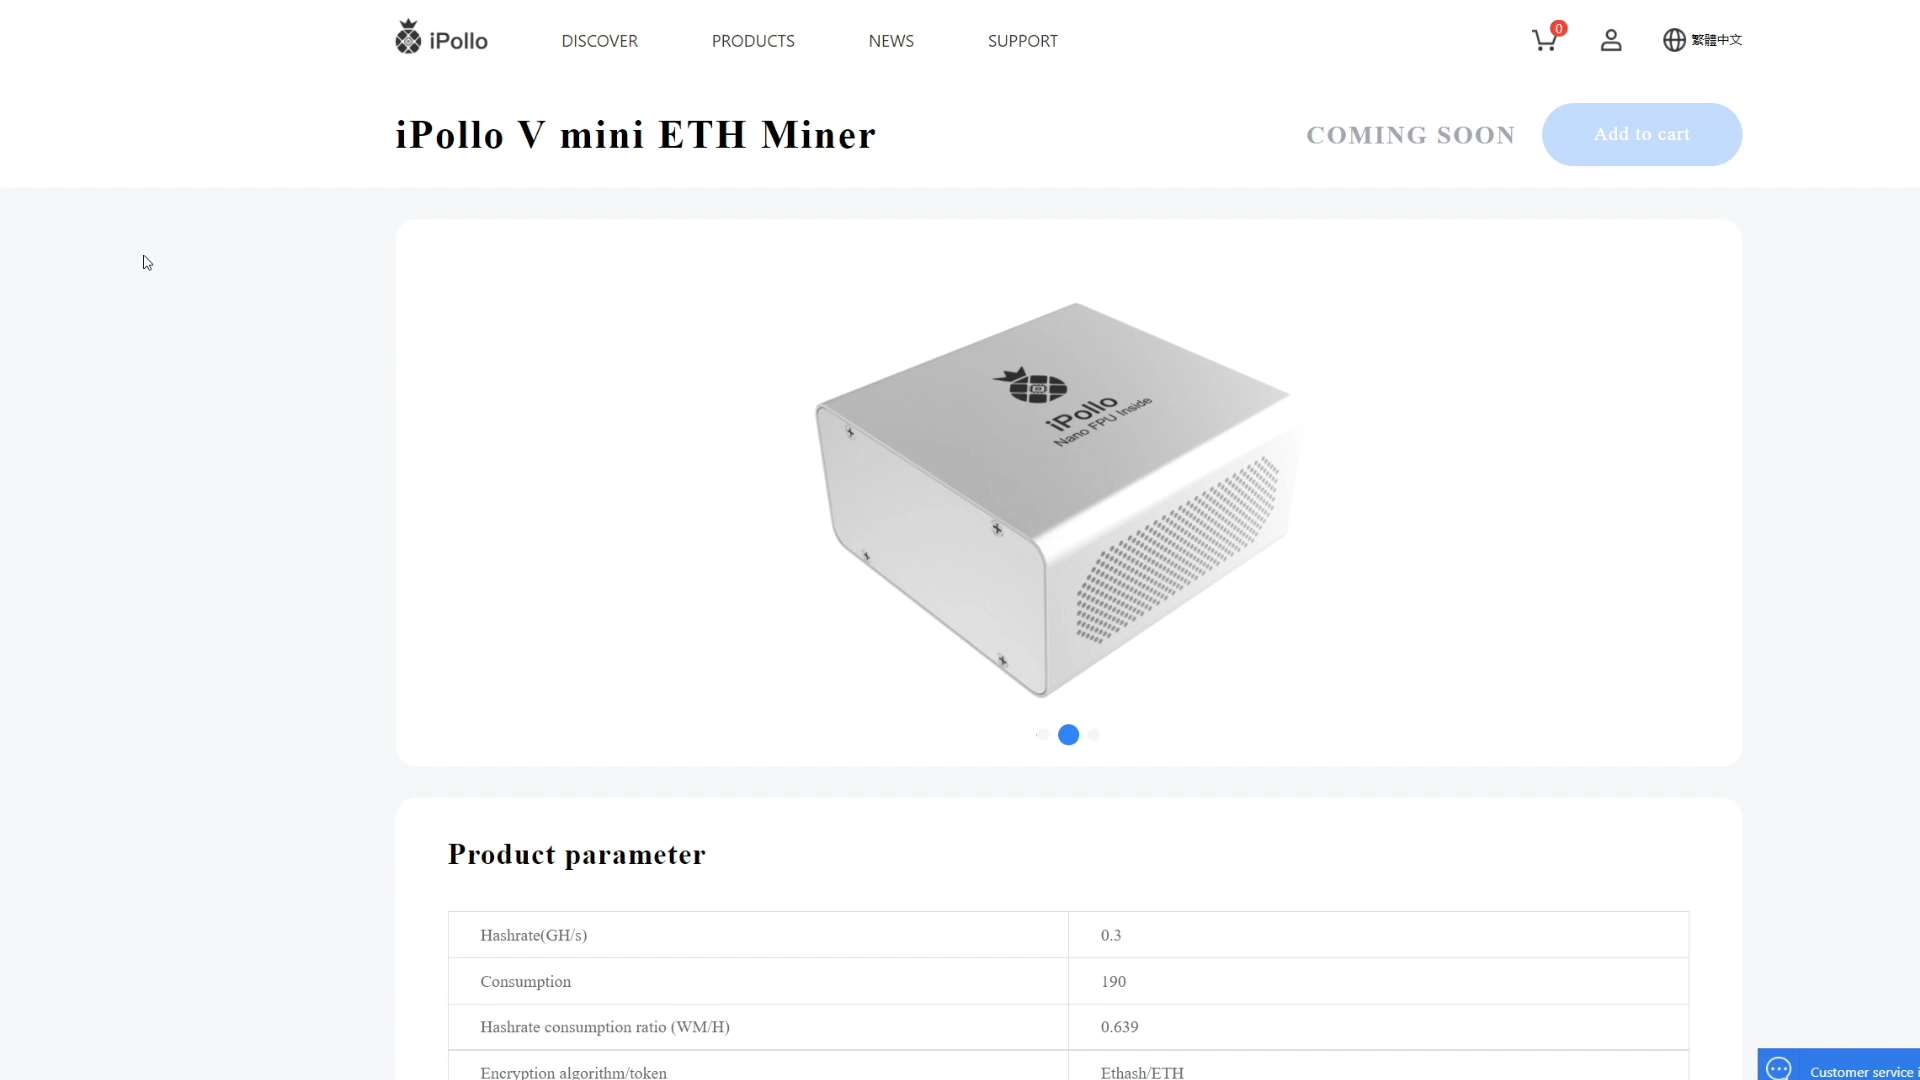 iPollo
DISCOVER
PRODUCTS
NEWS
SUPPORT
0
繁體中文
iPollo V mini ETH Miner
COMING SOON
Add to cart
iPollo
Nano FPU Inside
Product parameter
Hashrate(GH/s)
0.3
Consumption
190
Hashrate consumption ratio (WM/H)
0.639
Encryption algorithm/token
Ethash/ETH
Customer service